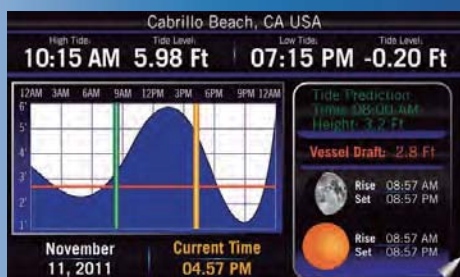 Cabrillo Beach, CA USA
High Tide: Tide Level: Low Tide: Tide Level:
10:15 AM 5.98 Ft 07:15 PM -0.20 Ft
12AM 3AM 6AM 9AM 12PM 3PM 6PM 9PM 12AM
6'
5'
4'
3'
2'
1'
Tide Prediction
Time: 08:00 AM
Height: 3.2 Ft
Vessel Draft: 2.8 Ft
Rise 08:57 AM
Set 08:57 PM
Rise 08:57 AM
Set 08:57 PM
November
11, 2011
Current Time
04.57 PM